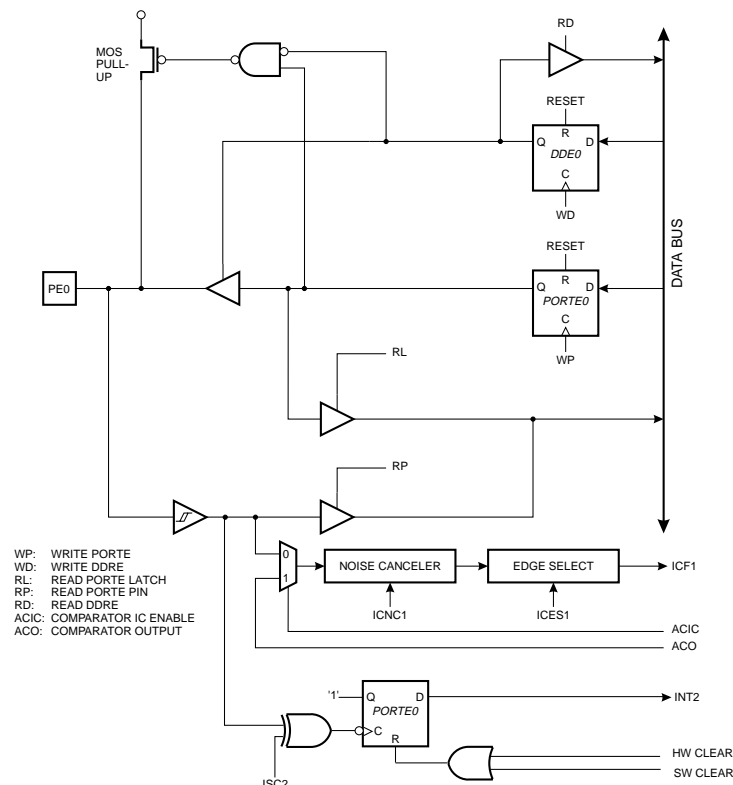 RD
MOS
PULL-
UP
RESET
R
Q
D
DDE0
C
WD
DATA BUS
RESET
R
PE0
Q
D
PORTE0
C
WP
RL
RP
WP: WRITE PORTE
WD: WRITE DDRE
RL: READ PORTE LATCH
RP: READ PORTE PIN
RD: READ DDRE
ACIC: COMPARATOR IC ENABLE
ACO: COMPARATOR OUTPUT
0
1
NOISE CANCELER
EDGE SELECT
ICF1
ICNC1
ICES1
ACIC
ACO
'1'
Q
D
INT2
PORTE0
C
R
HW CLEAR
SW CLEAR
ISC2